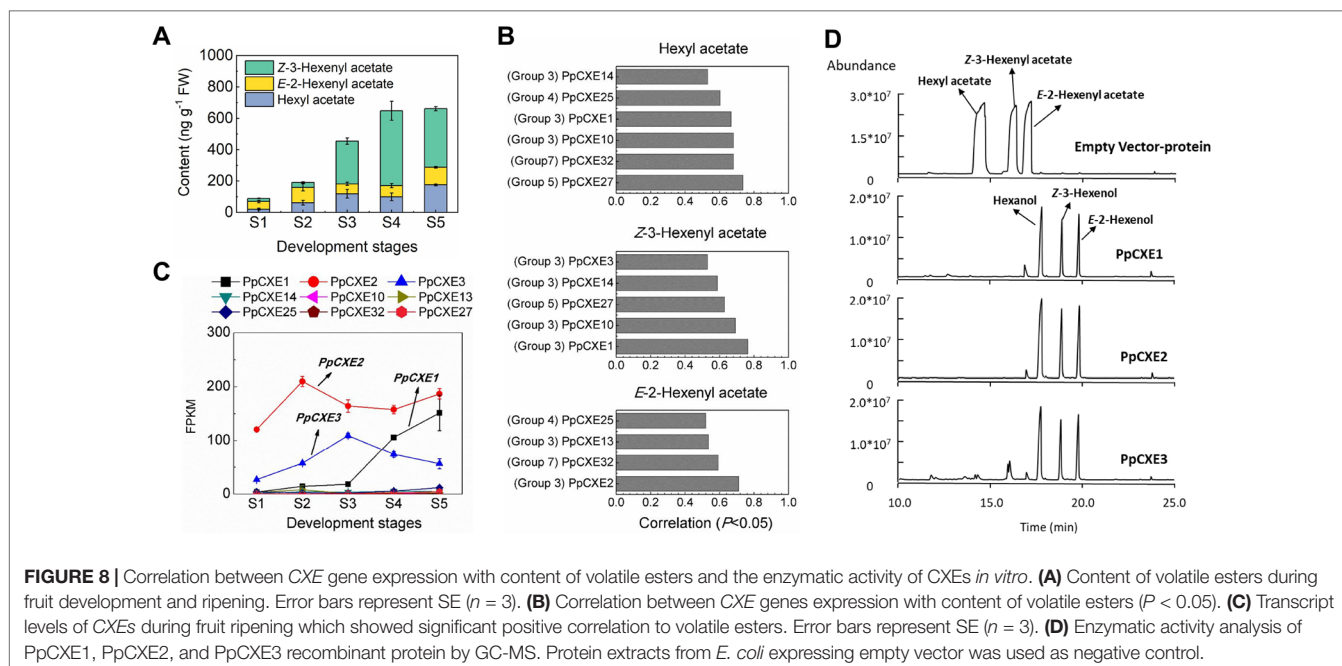 A
Content (ng g⁻¹ FW)
1000
800
600
400
200
0
Z-3-Hexenyl acetate
E-2-Hexenyl acetate
Hexyl acetate
S1 S2 S3 S4 S5
Development stages
B
Hexyl acetate
(Group 3) PpCXE14
(Group 4) PpCXE25
(Group 3) PpCXE1
(Group 3) PpCXE10
(Group7) PpCXE32
(Group 5) PpCXE27
0.0 0.2 0.4 0.6 0.8 1.0
Z-3-Hexenyl acetate
(Group 3) PpCXE3
(Group 3) PpCXE14
(Group 5) PpCXE27
(Group 3) PpCXE10
(Group 3) PpCXE1
0.0 0.2 0.4 0.6 0.8 1.0
E-2-Hexenyl acetate
(Group 4) PpCXE25
(Group 3) PpCXE13
(Group 7) PpCXE32
(Group 3) PpCXE2
0.0 0.2 0.4 0.6 0.8 1.0
Correlation (P<0.05)
C
PpCXE1 PpCXE2 PpCXE3
PpCXE14 PpCXE10 PpCXE13
PpCXE25 PpCXE32 PpCXE27
FPKM
300
200
100
0
PpCXE2
PpCXE1
PpCXE3
S1 S2 S3 S4 S5
Development stages
D
Abundance
Z-3-Hexenyl acetate
Hexyl acetate
E-2-Hexenyl acetate
3.0*10⁷
1.5*10⁷
0
Empty Vector-protein
2.0*10⁷
1.0*10⁷
0
Hexanol
Z-3-Hexenol
E-2-Hexenol
PpCXE1
2.0*10⁷
1.0*10⁷
0
PpCXE2
2.0*10⁷
1.0*10⁷
0
PpCXE3
10.0 15.0 20.0 25.0
Time (min)
FIGURE 8 | Correlation between CXE gene expression with content of volatile esters and the enzymatic activity of CXEs in vitro. (A) Content of volatile esters during
fruit development and ripening. Error bars represent SE (n = 3). (B) Correlation between CXE genes expression with content of volatile esters (P < 0.05). (C) Transcript
levels of CXEs during fruit ripening which showed significant positive correlation to volatile esters. Error bars represent SE (n = 3). (D) Enzymatic activity analysis of
PpCXE1, PpCXE2, and PpCXE3 recombinant protein by GC-MS. Protein extracts from E. coli expressing empty vector was used as negative control.